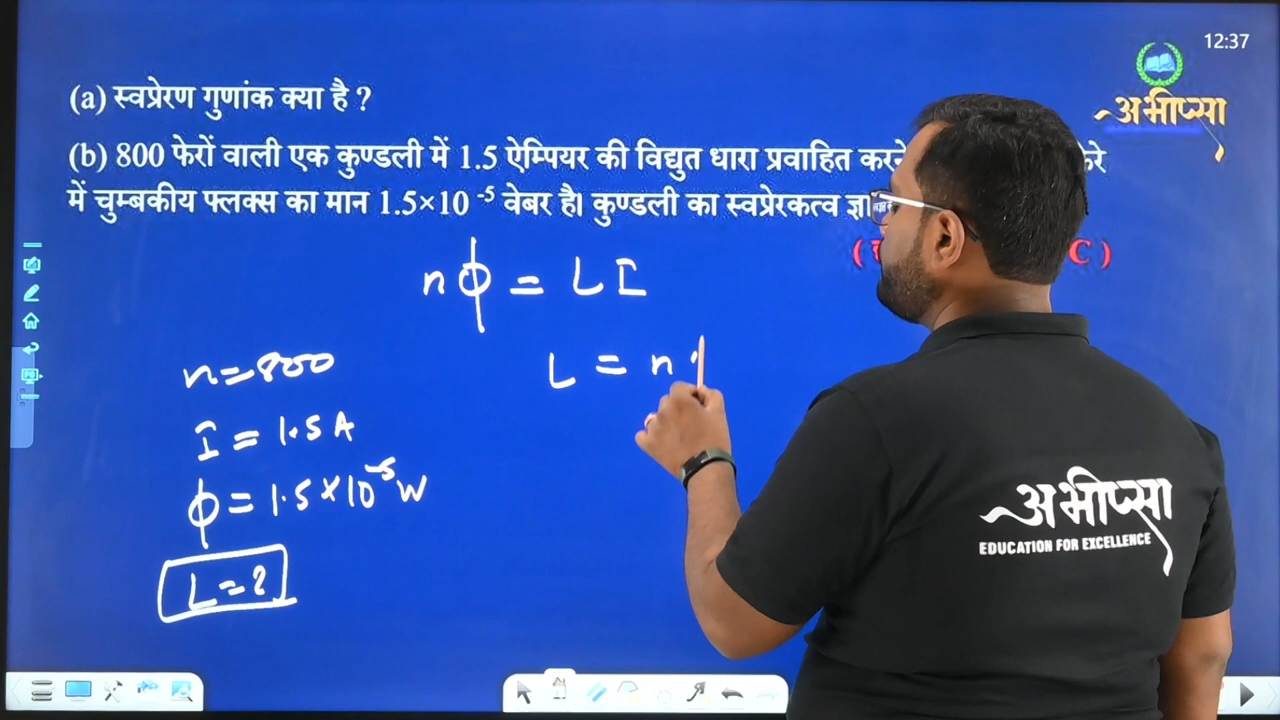 12:37
अभीप्सा
(a) स्वप्रेरण गुणांक क्या है ?
(b) 800 फेरों वाली एक कुण्डली में 1.5 ऐम्पियर की विद्युत धारा प्रवाहित करने
में चुम्बकीय फ्लक्स का मान 1.5×10 ⁻⁵ वेबर है। कुण्डली का स्वप्रेरकत्व
C )
nϕ = LI
L = n
n=800
I = 1.5 A
ϕ = 1.5×10⁻⁵ W
L = ?
अभीप्सा
EDUCATION FOR EXCELLENCE